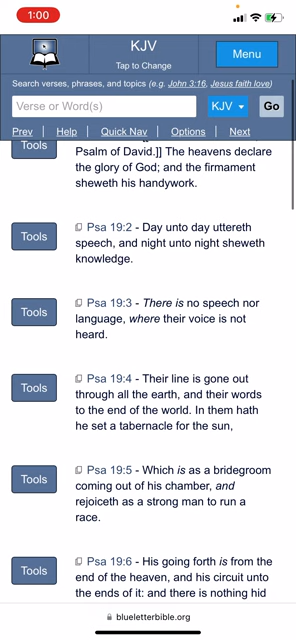 1:00
KJV
Tap to Change
Menu
Search verses, phrases, and topics (e.g. John 3:16, Jesus faith love)
Verse or Word(s)
KJV
Go
Prev | Help | Quick Nav | Options | Next
Tools
Psalm of David.]] The heavens declare
the glory of God; and the firmament
sheweth his handywork.
Tools
Psa 19:2 - Day unto day uttereth
speech, and night unto night sheweth
knowledge.
Tools
Psa 19:3 - There is no speech nor
language, where their voice is not
heard.
Tools
Psa 19:4 - Their line is gone out
through all the earth, and their words
to the end of the world. In them hath
he set a tabernacle for the sun,
Tools
Psa 19:5 - Which is as a bridegroom
coming out of his chamber, and
rejoiceth as a strong man to run a
race.
Tools
Psa 19:6 - His going forth is from the
end of the heaven, and his circuit unto
the ends of it: and there is nothing hid
blueletterbible.org